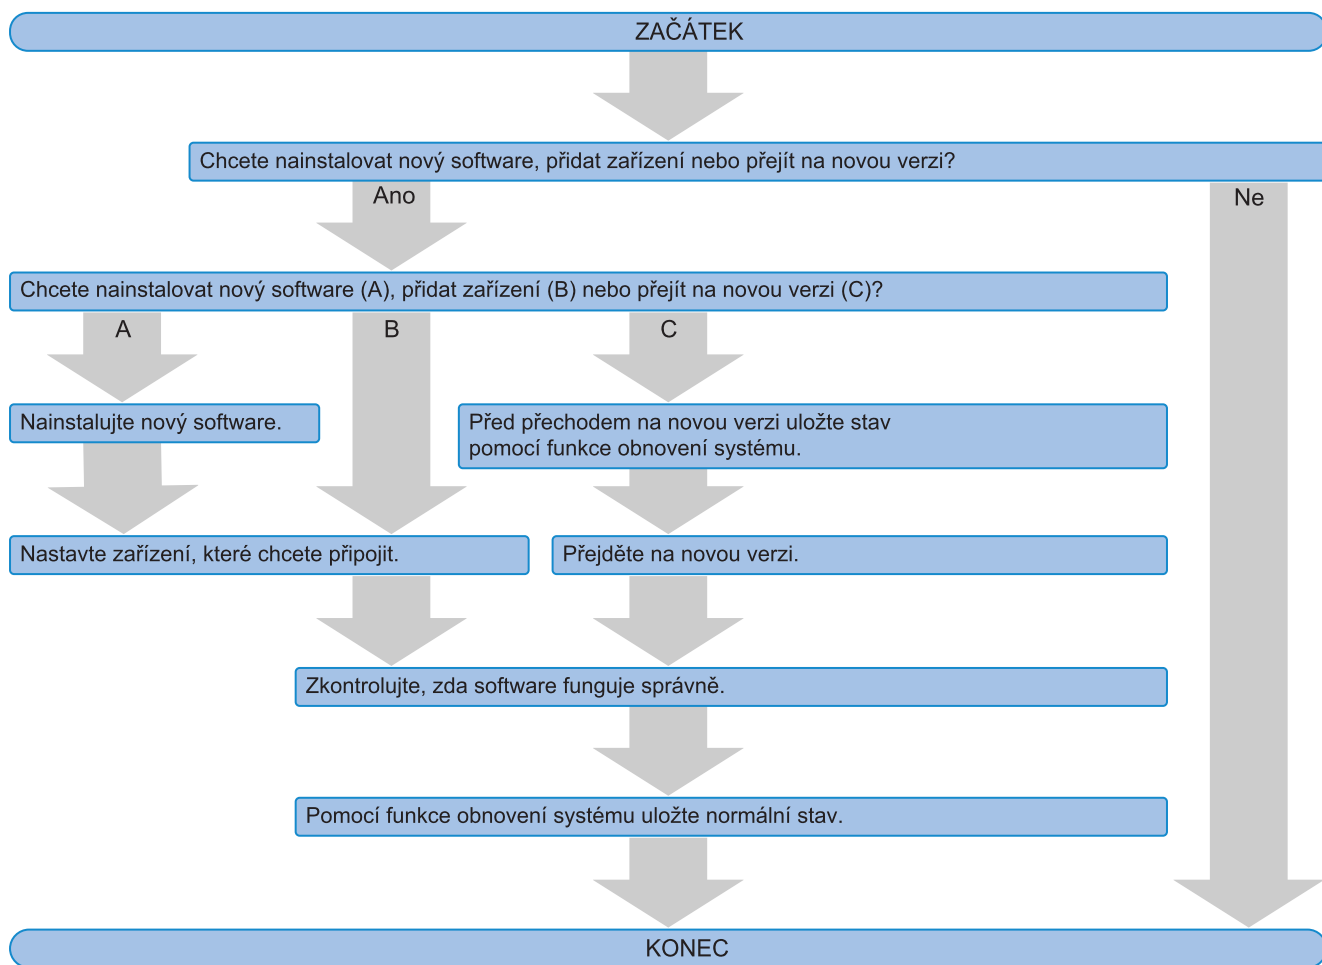 ZAČÁTEK
Chcete nainstalovat nový software, přidat zařízení nebo přejít na novou verzi?
Ano
Ne
Chcete nainstalovat nový software (A), přidat zařízení (B) nebo přejít na novou verzi (C)?
A
B
C
Nainstalujte nový software.
Před přechodem na novou verzi uložte stav
pomocí funkce obnovení systému.
Nastavte zařízení, které chcete připojit.
Přejděte na novou verzi.
Zkontrolujte, zda software funguje správně.
Pomocí funkce obnovení systému uložte normální stav.
KONEC